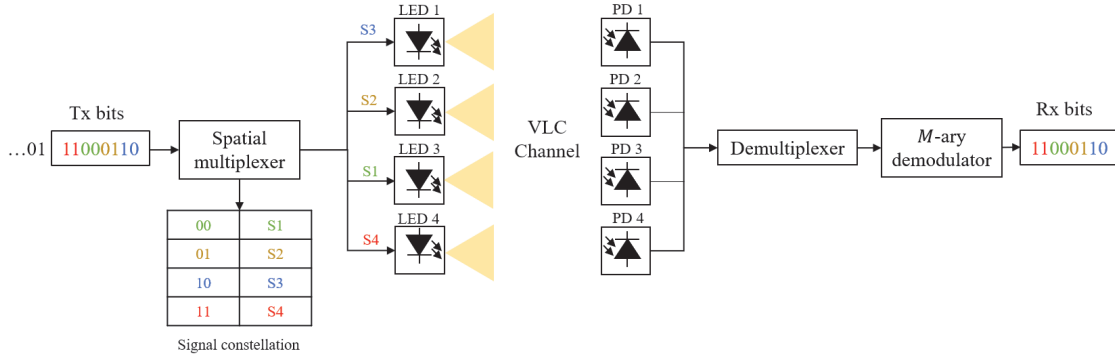 Tx bits
…01 11000110
Spatial
multiplexer
00 S1
01 S2
10 S3
11 S4
Signal constellation
S3
LED 1
S2
LED 2
S1
LED 3
S4
LED 4
VLC
Channel
PD 1
PD 2
PD 3
PD 4
Demultiplexer
M-ary
demodulator
Rx bits
11000110